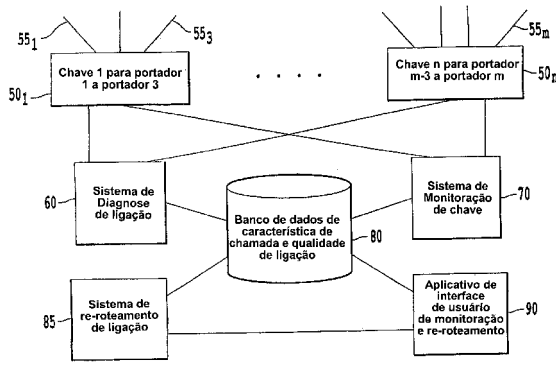 55₁
55₃
55ₘ
Chave 1 para portador
1 a portador 3
50₁
. . . . .
Chave n para portador
m-3 a portador m
50ₙ
Sistema de
Diagnose de
ligação
60
Banco de dados de
característica de
chamada e qualidade
de ligação
80
Sistema de
Monitoração
de chave
70
Sistema de
re-roteamento
de ligação
85
Aplicativo de
interface
de usuário
de monitoração
e re-roteamento
90